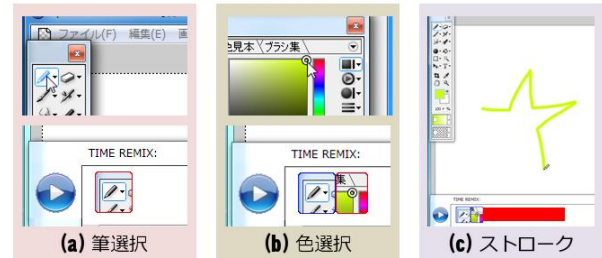 ファイル(F) 編集(E)
TIME REMIX:
(a) 筆選択
色見本 ブラシ集
TIME REMIX:
集
(b) 色選択
TIME REMIX:
(c) ストローク